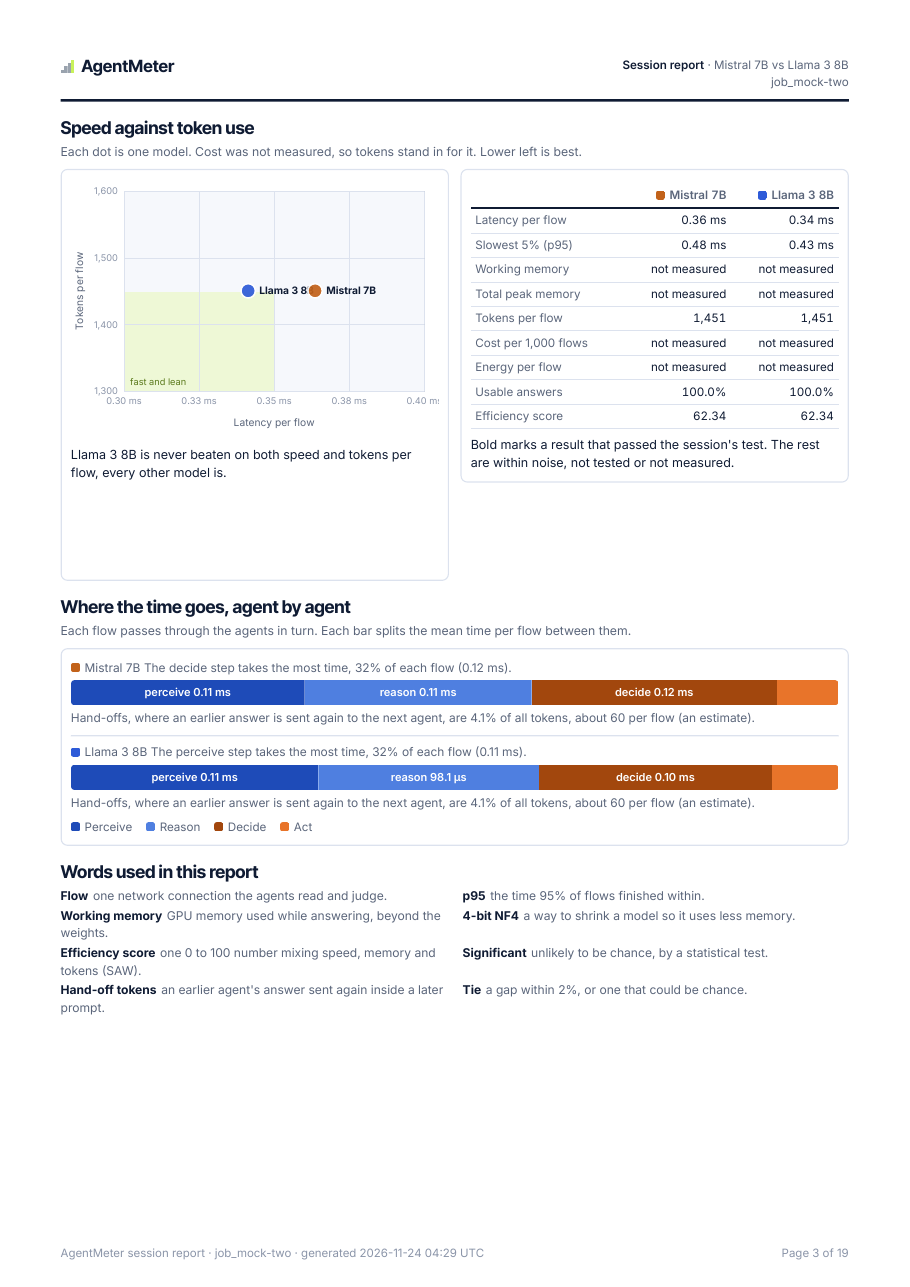 AgentMeter
Session report · Mistral 7B vs Llama 3 8B
job_mock-two
Speed against token use
Each dot is one model. Cost was not measured, so tokens stand in for it. Lower left is best.
1,600
1,500
1,400
1,300
Tokens per flow
Llama 3 8
Mistral 7B
fast and lean
0.30 ms 0.33 ms 0.35 ms 0.38 ms 0.40 ms
Latency per flow
Llama 3 8B is never beaten on both speed and tokens per
flow, every other model is.
Mistral 7B Llama 3 8B
Latency per flow 0.36 ms 0.34 ms
Slowest 5% (p95) 0.48 ms 0.43 ms
Working memory not measured not measured
Total peak memory not measured not measured
Tokens per flow 1,451 1,451
Cost per 1,000 flows not measured not measured
Energy per flow not measured not measured
Usable answers 100.0% 100.0%
Efficiency score 62.34 62.34
Bold marks a result that passed the session's test. The rest
are within noise, not tested or not measured.
Where the time goes, agent by agent
Each flow passes through the agents in turn. Each bar splits the mean time per flow between them.
Mistral 7B The decide step takes the most time, 32% of each flow (0.12 ms).
perceive 0.11 ms reason 0.11 ms decide 0.12 ms
Hand-offs, where an earlier answer is sent again to the next agent, are 4.1% of all tokens, about 60 per flow (an estimate).
Llama 3 8B The perceive step takes the most time, 32% of each flow (0.11 ms).
perceive 0.11 ms reason 98.1 µs decide 0.10 ms
Hand-offs, where an earlier answer is sent again to the next agent, are 4.1% of all tokens, about 60 per flow (an estimate).
Perceive Reason Decide Act
Words used in this report
Flow one network connection the agents read and judge.
p95 the time 95% of flows finished within.
Working memory GPU memory used while answering, beyond the
weights.
4-bit NF4 a way to shrink a model so it uses less memory.
Efficiency score one 0 to 100 number mixing speed, memory and
tokens (SAW).
Significant unlikely to be chance, by a statistical test.
Hand-off tokens an earlier agent's answer sent again inside a later
prompt.
Tie a gap within 2%, or one that could be chance.
AgentMeter session report · job_mock-two · generated 2026-11-24 04:29 UTC
Page 3 of 19